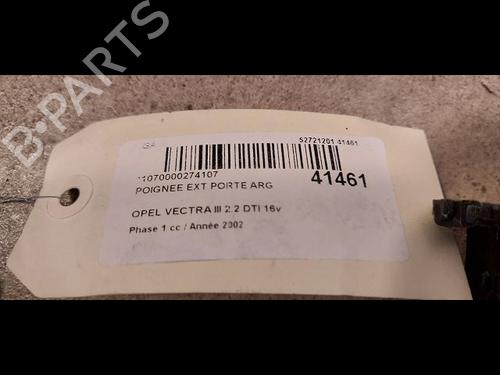 B-PARTS
GA
52721201 41461
11070000274107
POIGNEE EXT PORTE ARG
41461
OPEL VECTRA III 2.2 DTI 16v
Phase 1 cc / Année 2002